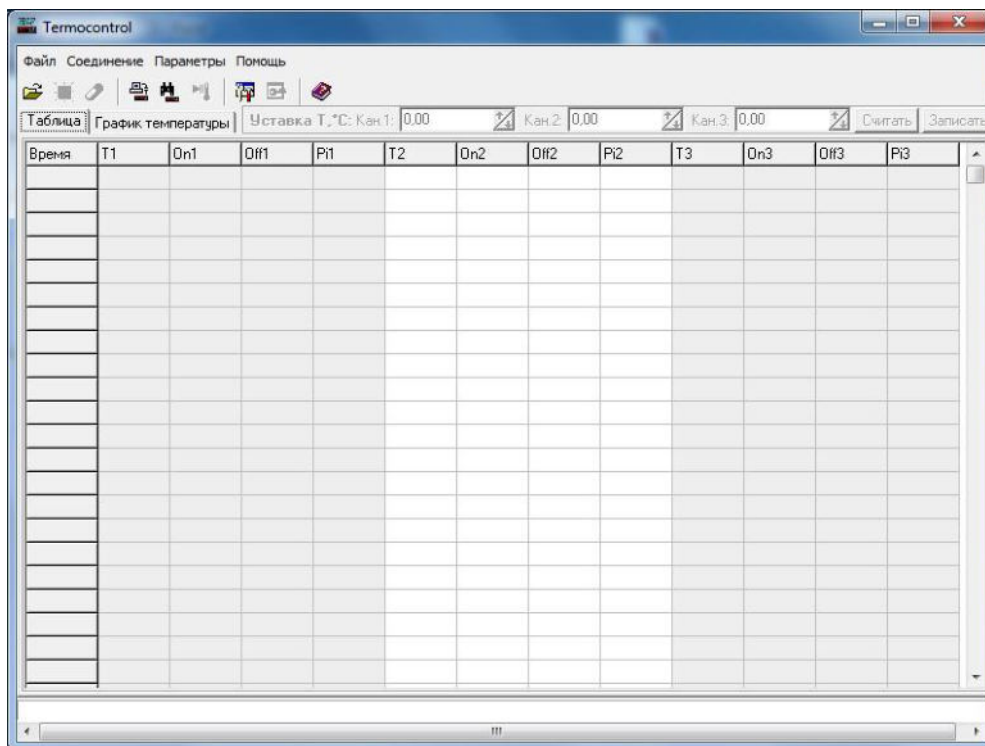 Termocontrol
Файл Соединение Параметры Помощь
Таблица График температуры Уставка T,°C: Кан.1: 0,00 Кан.2: 0,00 Кан.3: 0,00 Считать Записать
Время T1 On1 Off1 Pi1 T2 On2 Off2 Pi2 T3 On3 Off3 Pi3